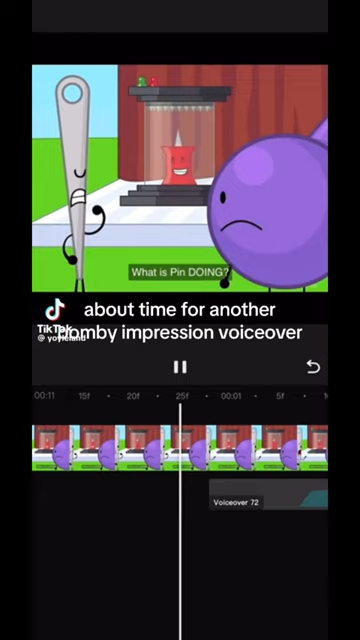 What is Pin DOING?
about time for another
homby impression voiceover
TikTok
00:11
15f
20f
25f
00:01
5f
Voiceover 72